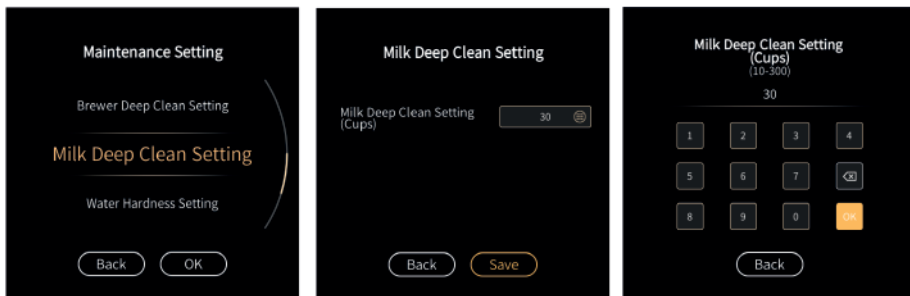 Maintenance Setting
Brewer Deep Clean Setting
Milk Deep Clean Setting
Water Hardness Setting
Back
OK
Milk Deep Clean Setting
Milk Deep Clean Setting
(Cups)
30
Back
Save
Milk Deep Clean Setting
(Cups)
(10-300)
30
1 2 3 4
5 6 7
8 9 0 OK
Back